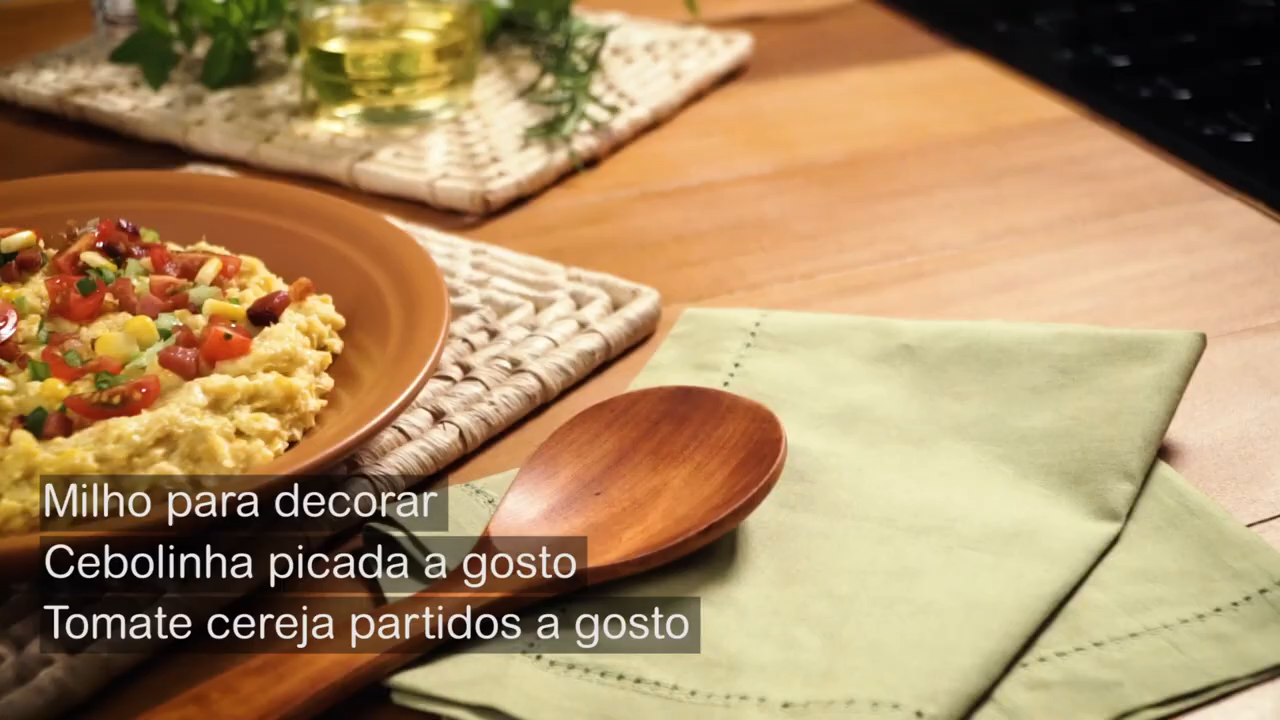 Milho para decorar
Cebolinha picada a gosto
Tomate cereja partidos a gosto